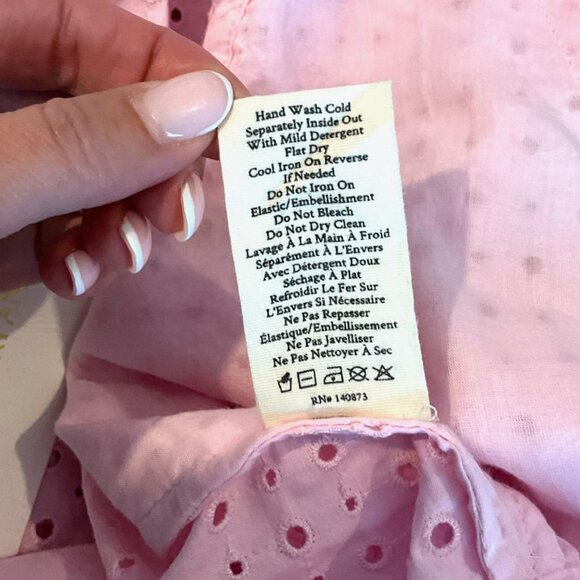 Hand Wash Cold
Separately Inside Out
With Mild Detergent
Flat Dry
Cool Iron On Reverse
If Needed
Do Not Iron On
Elastic/Embellishment
Do Not Bleach
Do Not Dry Clean
Lavage À La Main À Froid
Séparément À L'Envers
Avec Détergent Doux
Séchage À Plat
Refroidir Le Fer Sur
L'Envers Si Nécessaire
Ne Pas Repasser
Élastique/Embellissement
Ne Pas Javelliser
Ne Pas Nettoyer À Sec
RN# 140873